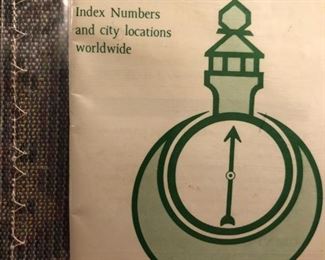 Index Numbers
and city locations
worldwide